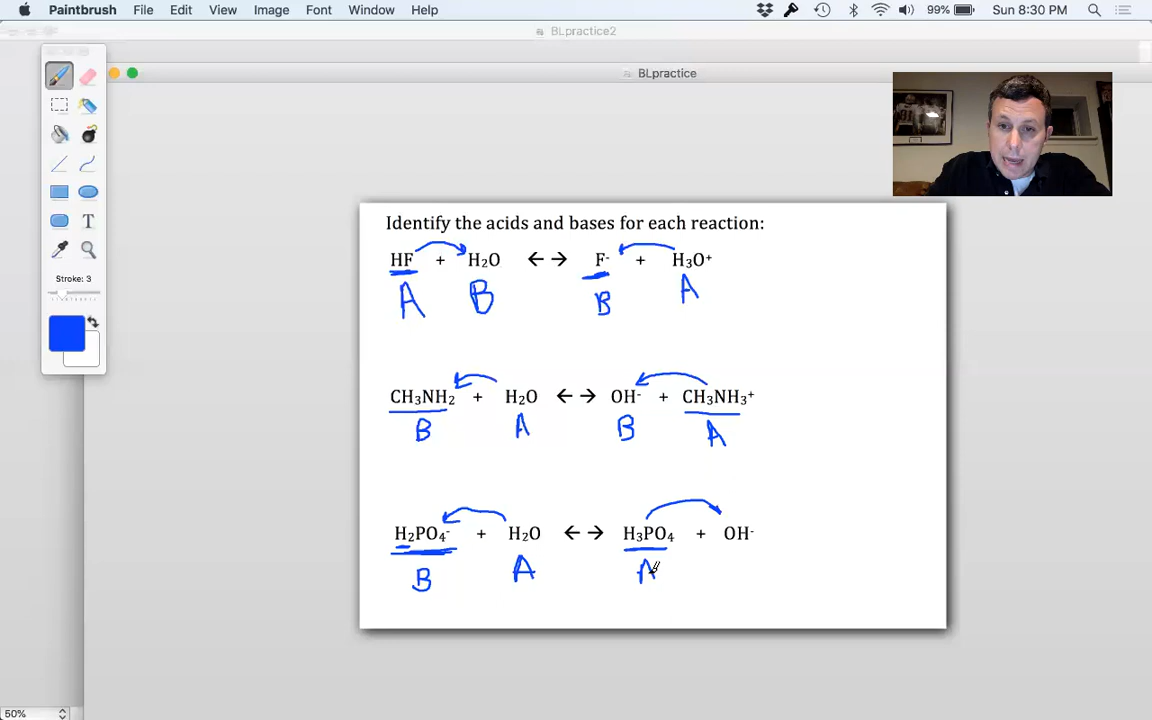 Paintbrush File Edit View Image Font Window Help 99% Sun 8:30 PM
BLpractice2
BLpractice
T
Stroke: 3
Identify the acids and bases for each reaction:
HF + H₂O ←→ F⁻ + H₃O⁺
A B B A
CH₃NH₂ + H₂O ←→ OH⁻ + CH₃NH₃⁺
B A B A
H₂PO₄⁻ + H₂O ←→ H₃PO₄ + OH⁻
B A A
50%